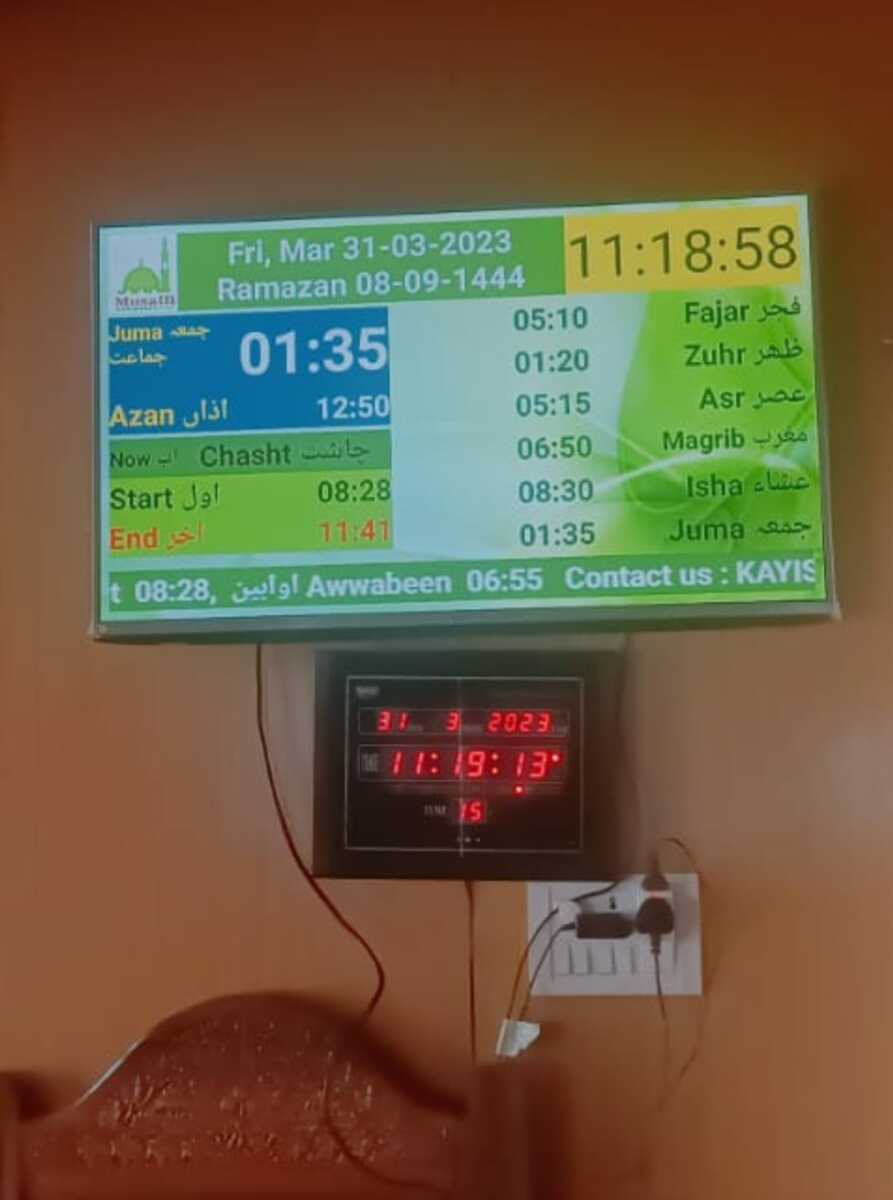 Fri, Mar 31-03-2023
Ramazan 08-09-1444
11:18:58
Musalli
Juma جمعہ
جماعت
01:35
Azan اذاں 12:50
Now اب Chasht چاشت
Start اول 08:28
End آخر 11:41
05:10 Fajar فجر
01:20 Zuhr ظهر
05:15 Asr عصر
06:50 Magrib مغرب
08:30 Isha عشاء
01:35 Juma جمعہ
t 08:28, اوابین Awwabeen 06:55 Contact us : KAYIS
31 3 2023
11:19:13
15